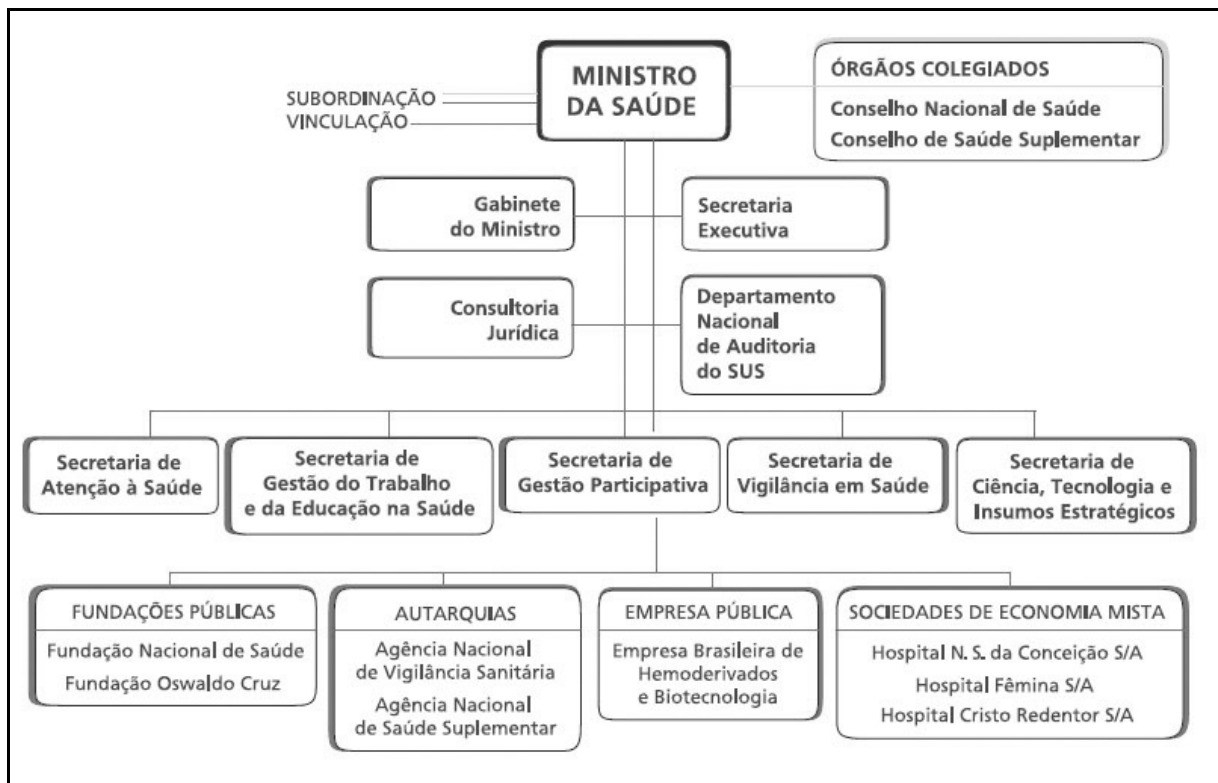 MINISTRO
DA SAÚDE
ÓRGÃOS COLEGIADOS
Conselho Nacional de Saúde
Conselho de Saúde Suplementar
SUBORDINAÇÃO
VINCULAÇÃO
Gabinete
do Ministro
Secretaria
Executiva
Consultoria
Jurídica
Departamento
Nacional
de Auditoria
do SUS
Secretaria de
Atenção à Saúde
Secretaria de
Gestão do Trabalho
e da Educação na Saúde
Secretaria de
Gestão Participativa
Secretaria de
Vigilância em Saúde
Secretaria de
Ciência, Tecnologia e
Insumos Estratégicos
FUNDAÇÕES PÚBLICAS
Fundação Nacional de Saúde
Fundação Oswaldo Cruz
AUTARQUIAS
Agência Nacional
de Vigilância Sanitária
Agência Nacional
de Saúde Suplementar
EMPRESA PÚBLICA
Empresa Brasileira de
Hemoderivados
e Biotecnologia
SOCIEDADES DE ECONOMIA MISTA
Hospital N. S. da Conceição S/A
Hospital Fêmina S/A
Hospital Cristo Redentor S/A